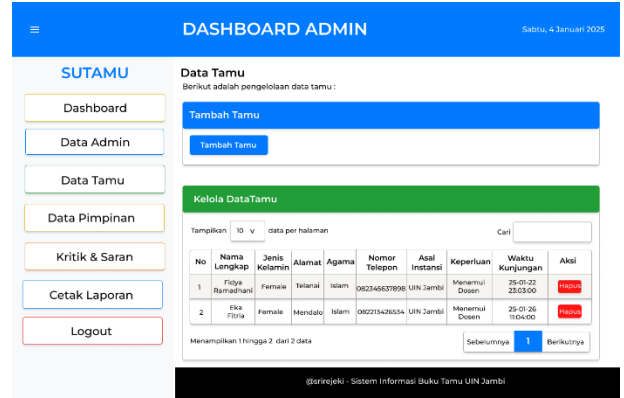 ≡ DASHBOARD ADMIN Sabtu, 4 Januari 2025
SUTAMU
Dashboard
Data Admin
Data Tamu
Data Pimpinan
Kritik & Saran
Cetak Laporan
Logout
Data Tamu
Berikut adalah pengelolaan data tamu :
Tambah Tamu
Tambah Tamu
Kelola DataTamu
Tampilkan 10 v data per halaman Cari
No Nama Lengkap Jenis Kelamin Alamat Agama Nomor Telepon Asal Instansi Keperluan Waktu Kunjungan Aksi
1 Fidya Ramadhani Female Telanai Islam 082345637898 UIN Jambi Menemui Dosen 25-01-22 23:03:00 Hapus
2 Eka Fitria Female Mendalo Islam 082213426534 UIN Jambi Menemui Dosen 25-01-26 11:04:00 Hapus
Menampilkan 1 hingga 2 dari 2 data Sebelumnya 1 Berikutnya
@srirejeki - Sistem Informasi Buku Tamu UIN Jambi